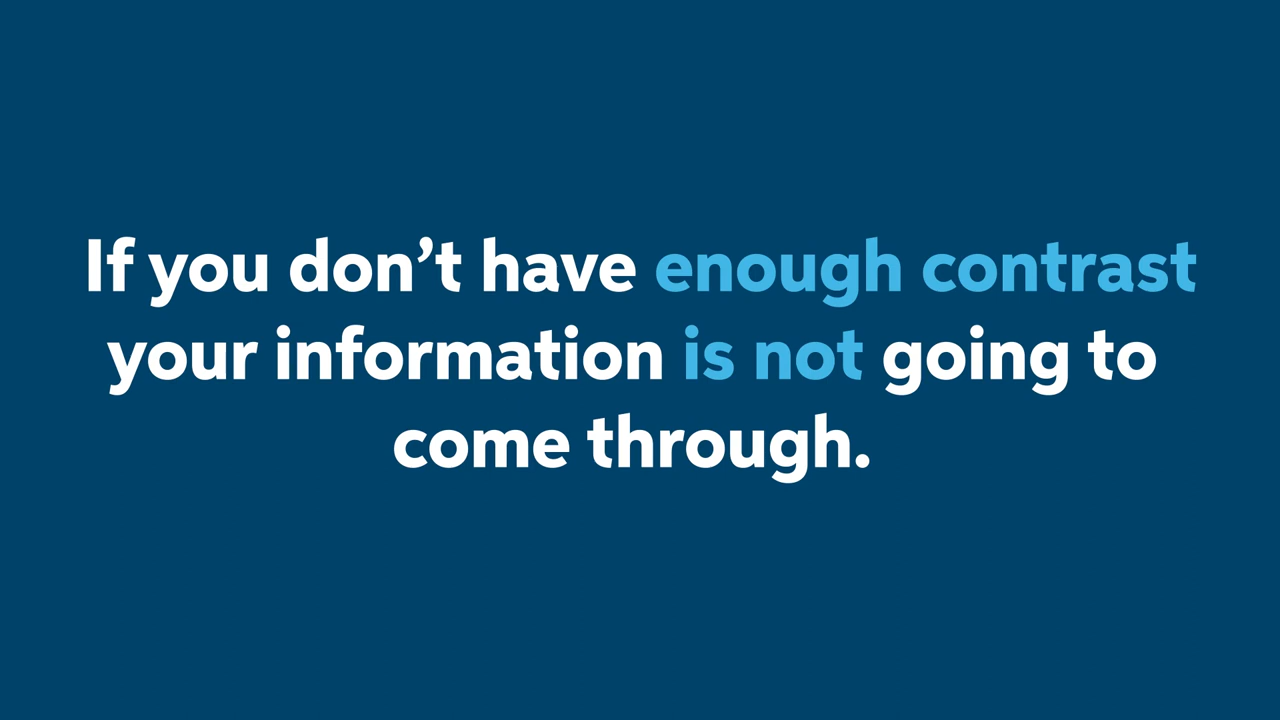 If you don’t have enough contrast
your information is not going to
come through.